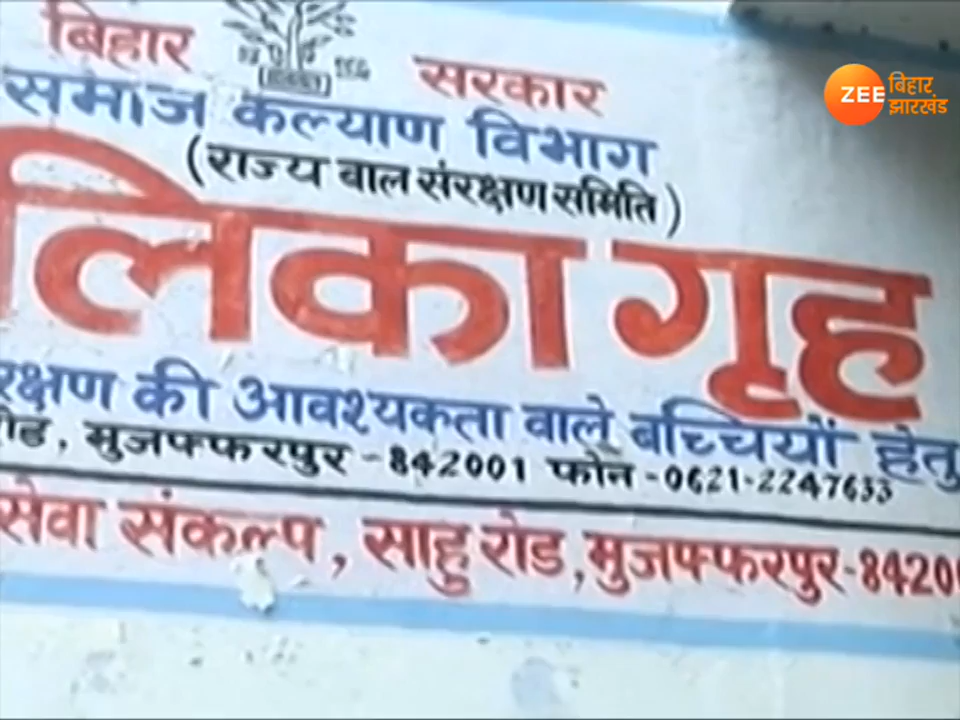 बिहार सरकार
समाज कल्याण विभाग
(राज्य बाल संरक्षण समिति)
लिका गृह
रक्षण की आवश्यकता वाले बच्चियों हेतु
रोड, मुजफ्फरपुर-842001 फोन-0621-2247633
सेवा संकल्प, साहु रोड, मुजफ्फरपुर-84200
ZEE बिहार झारखंड